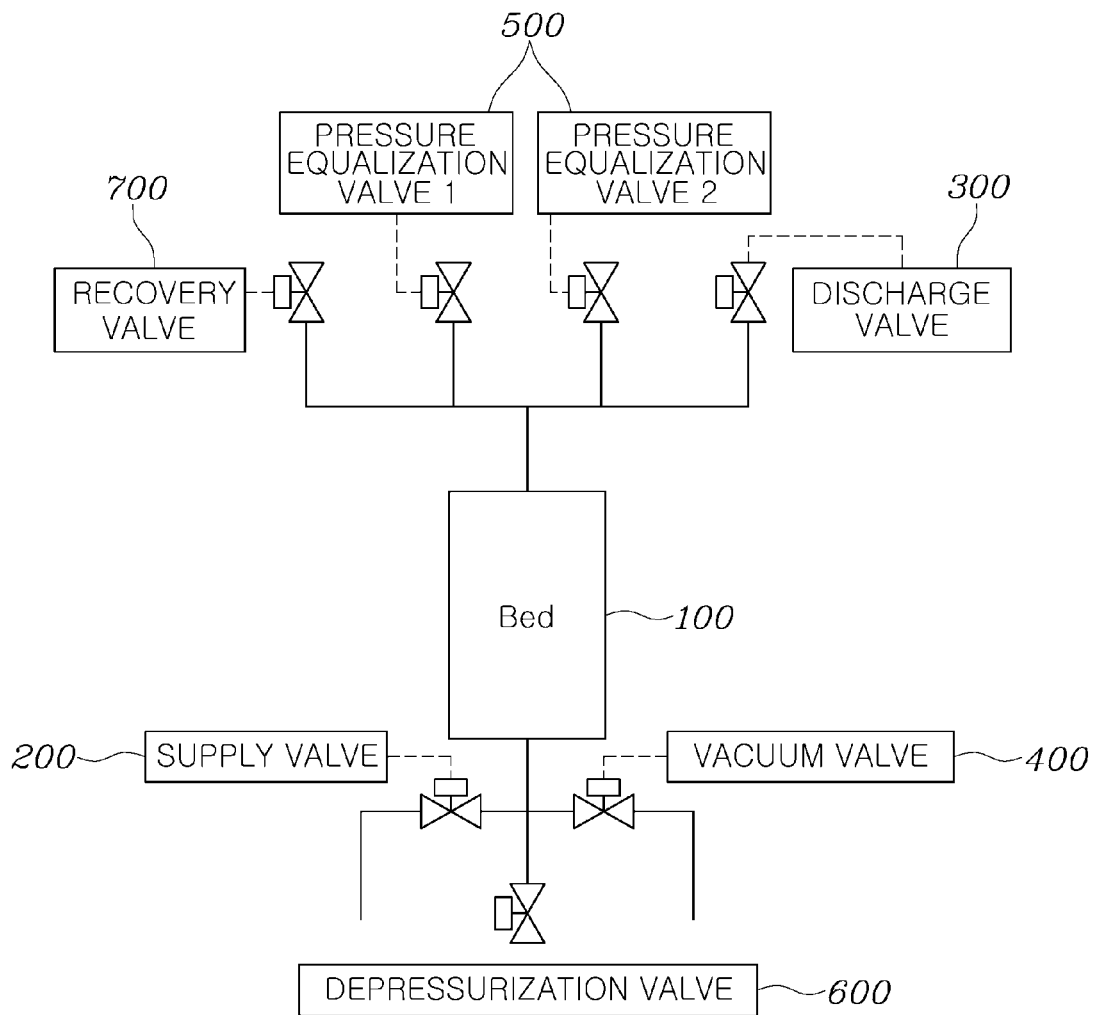 500
PRESSURE
EQUALIZATION
VALVE 1
PRESSURE
EQUALIZATION
VALVE 2
700
300
RECOVERY
VALVE
DISCHARGE
VALVE
Bed
100
200
SUPPLY VALVE
VACUUM VALVE
400
DEPRESSURIZATION VALVE
600